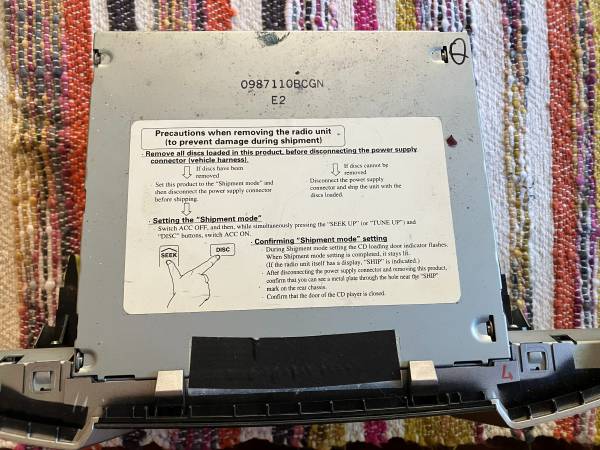 0987110BCGN
E2
Precautions when removing the radio unit
(to prevent damage during shipment)
· Remove all discs loaded in this product, before disconnecting the power supply
connector (vehicle harness).
If discs have been
removed
Set this product to the "Shipment mode" and
then disconnect the power supply connector
before shipping.
If discs cannot be
removed
Disconnect the power supply
connector and ship the unit with the
discs loaded.
· Setting the "Shipment mode"
· Switch ACC OFF, and then, while simultaneously pressing the "SEEK UP" (or "TUNE UP") and
"DISC" buttons, switch ACC ON.
SEEK
DISC
· Confirming "Shipment mode" setting
· During Shipment mode setting the CD loading door indicator flashes.
When Shipment mode setting is completed, it stays lit.
(If the radio unit itself has a display, "SHIP" is indicated.)
· After disconnecting the power supply connector and removing this product,
confirm that you can see a metal plate through the hole near the "SHIP"
mark on the rear chassis.
· Confirm that the door of the CD player is closed.
4